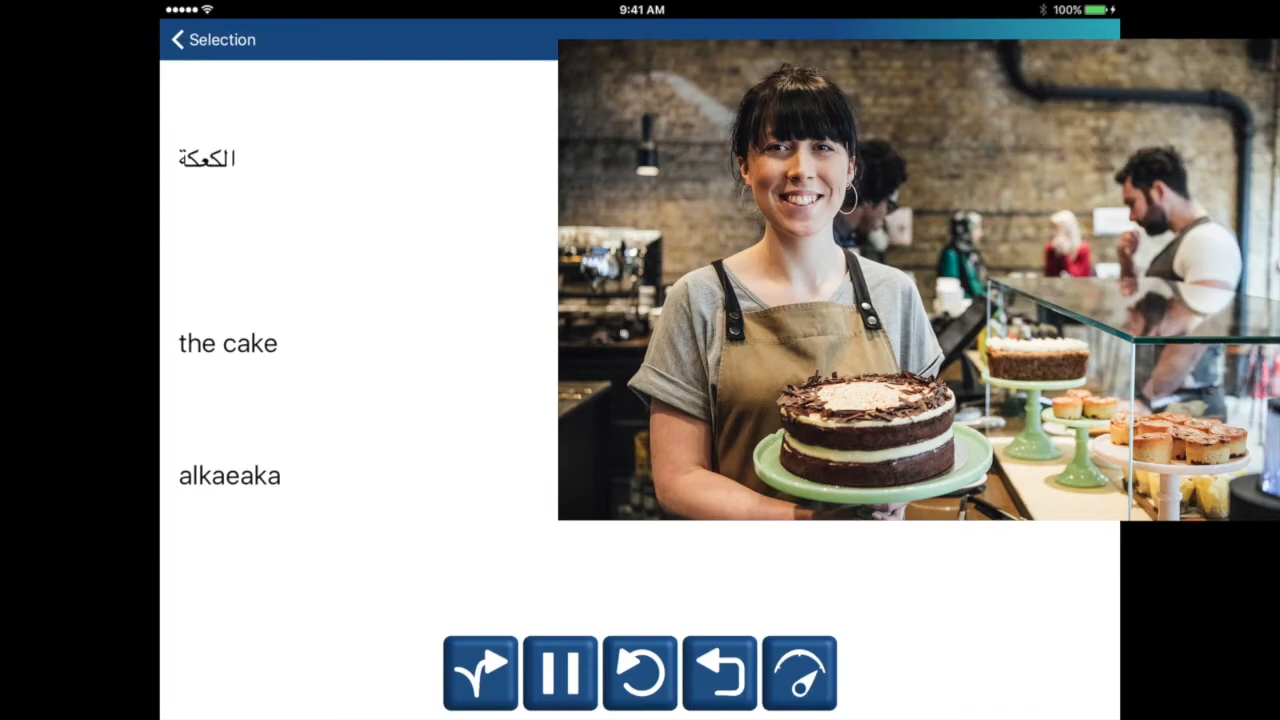 9:41 AM
100%
Selection
الكعكة
the cake
alkaeaka